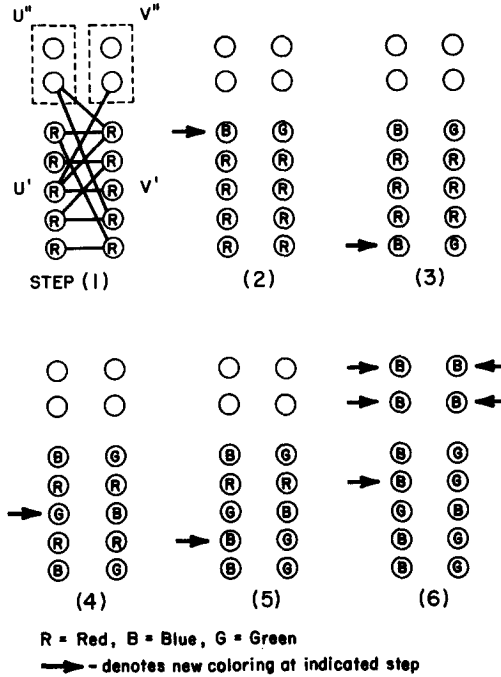 U" V"
R R
R R
U' R R V'
R R
R R
STEP (1)
B G
R R
R R
R R
R R
(2)
B G
R R
R R
R R
B G
(3)
B G
R R
G B
R R
B G
(4)
B G
R R
G B
B G
B G
(5)
B B
B B
B G
B G
G B
B G
B G
(6)
R = Red, B = Blue, G = Green
- denotes new coloring at indicated step